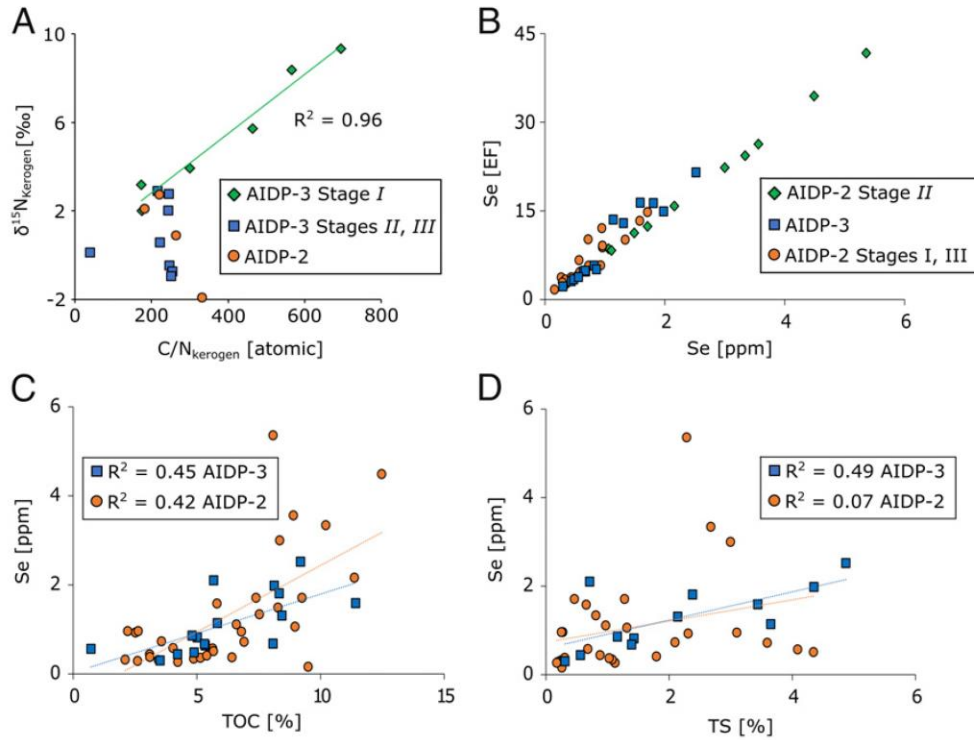 A
δ¹⁵N_Kerogen [‰]
10
6
2
-2
200
400
600
800
C/N_kerogen [atomic]
R² = 0.96
AIDP-3 Stage I
AIDP-3 Stages II, III
AIDP-2
B
Se [EF]
45
30
15
0
0
2
4
6
Se [ppm]
AIDP-2 Stage II
AIDP-3
AIDP-2 Stages I, III
C
Se [ppm]
6
4
2
0
0
5
10
15
TOC [%]
R² = 0.45 AIDP-3
R² = 0.42 AIDP-2
D
Se [ppm]
6
4
2
0
0
2
4
6
TS [%]
R² = 0.49 AIDP-3
R² = 0.07 AIDP-2